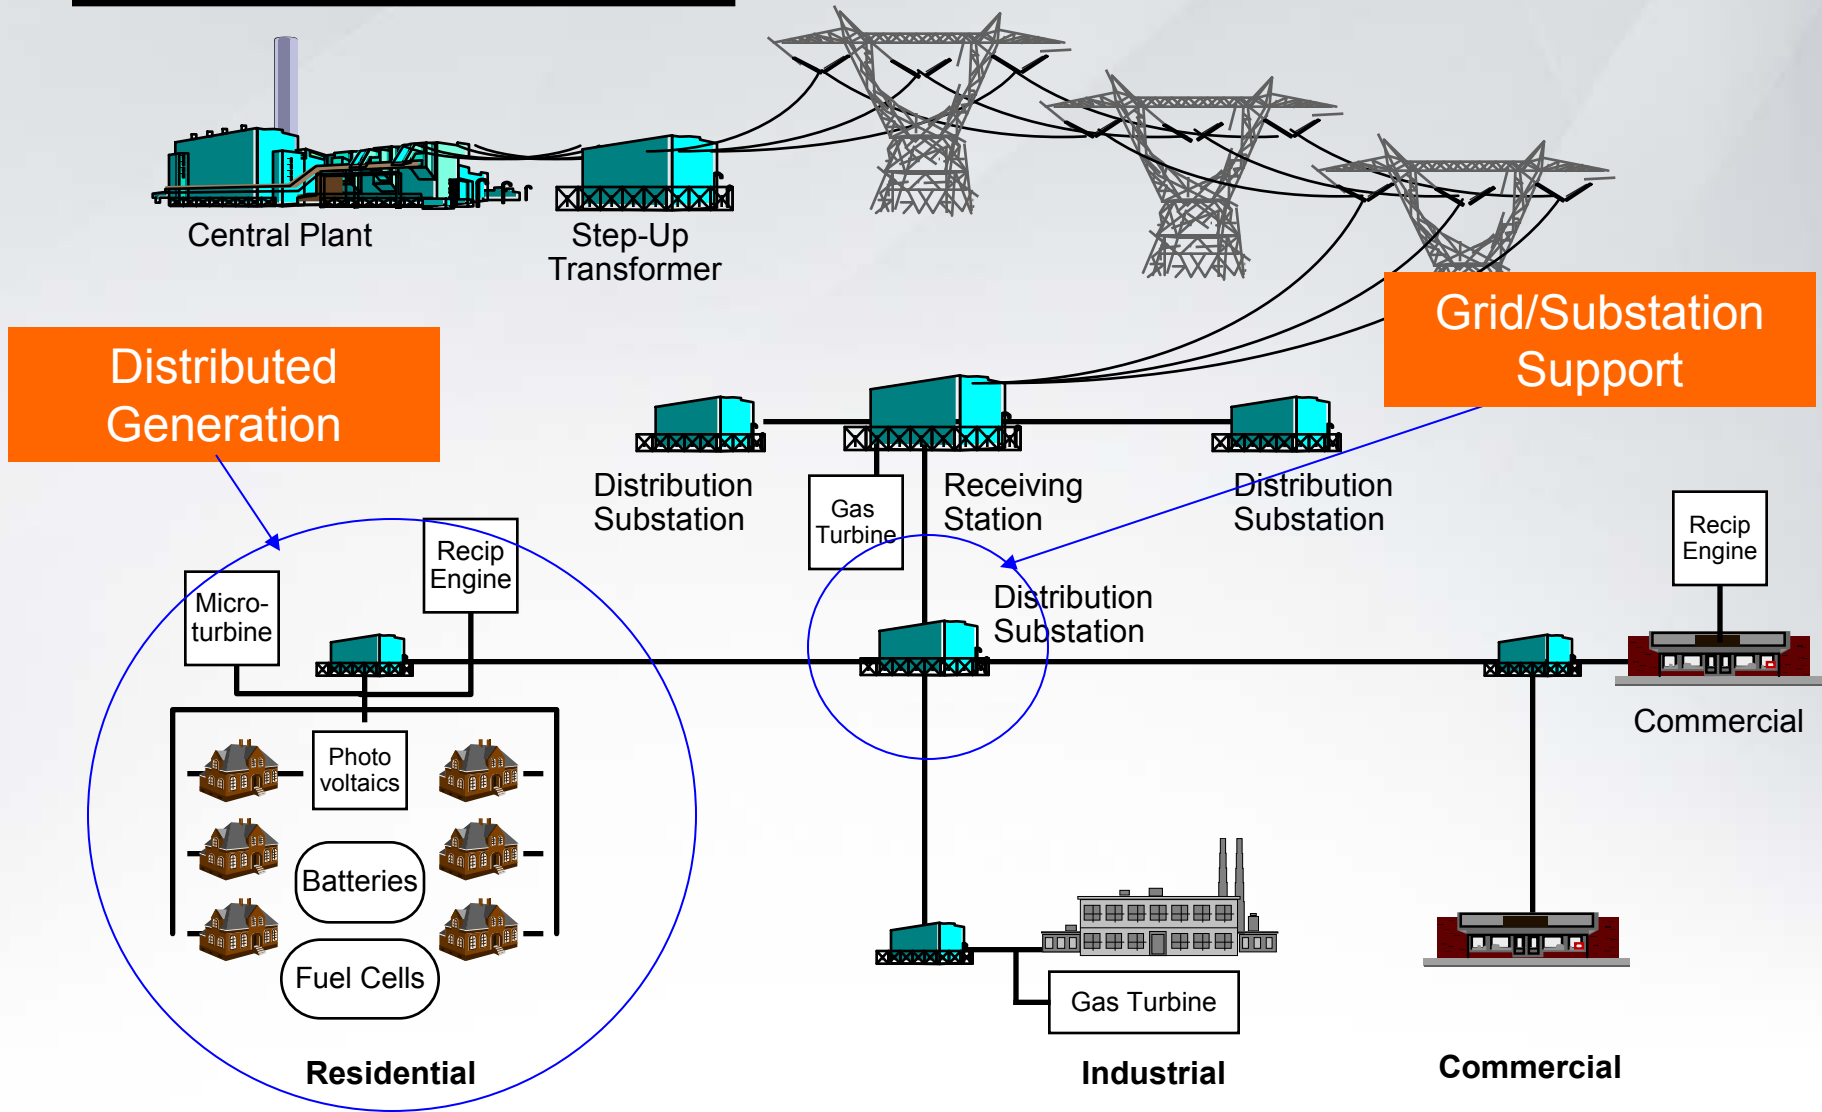 Central Plant
Step-Up
Transformer
Grid/Substation
Support
Distributed
Generation
Distribution
Substation
Gas
Turbine
Receiving
Station
Distribution
Substation
Recip
Engine
Recip
Engine
Micro-
turbine
Distribution
Substation
Commercial
Photo
voltaics
Batteries
Fuel Cells
Gas Turbine
Residential
Industrial
Commercial